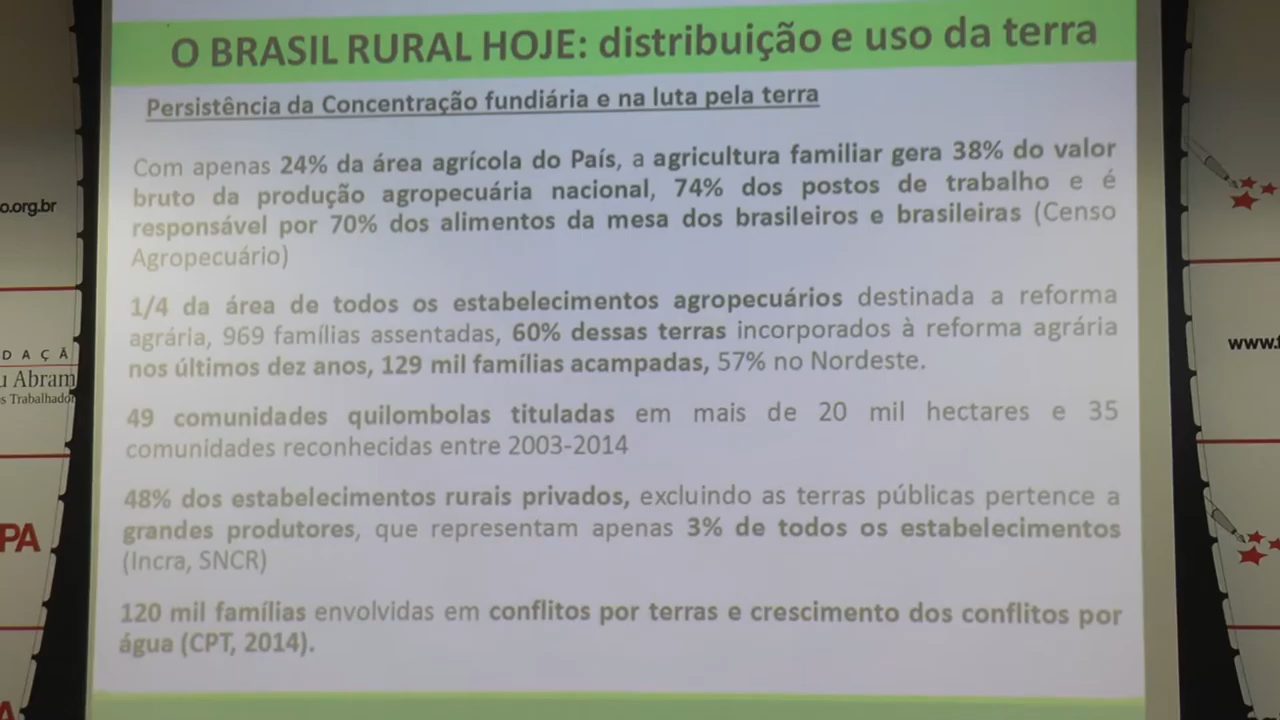 O BRASIL RURAL HOJE: distribuição e uso da terra
Persistência da Concentração fundiária e na luta pela terra
Com apenas 24% da área agrícola do País, a agricultura familiar gera 38% do valor
bruto da produção agropecuária nacional, 74% dos postos de trabalho e é
responsável por 70% dos alimentos da mesa dos brasileiros e brasileiras (Censo
Agropecuário)
1/4 da área de todos os estabelecimentos agropecuários destinada a reforma
agrária, 969 famílias assentadas, 60% dessas terras incorporados à reforma agrária
nos últimos dez anos, 129 mil famílias acampadas, 57% no Nordeste.
49 comunidades quilombolas tituladas em mais de 20 mil hectares e 35
comunidades reconhecidas entre 2003-2014
48% dos estabelecimentos rurais privados, excluindo as terras públicas pertence a
grandes produtores, que representam apenas 3% de todos os estabelecimentos
(Incra, SNCR)
120 mil famílias envolvidas em conflitos por terras e crescimento dos conflitos por
água (CPT, 2014).
o.org.br
D A Ç Ã
u Abram
s Trabalhador
PA
A
www.f